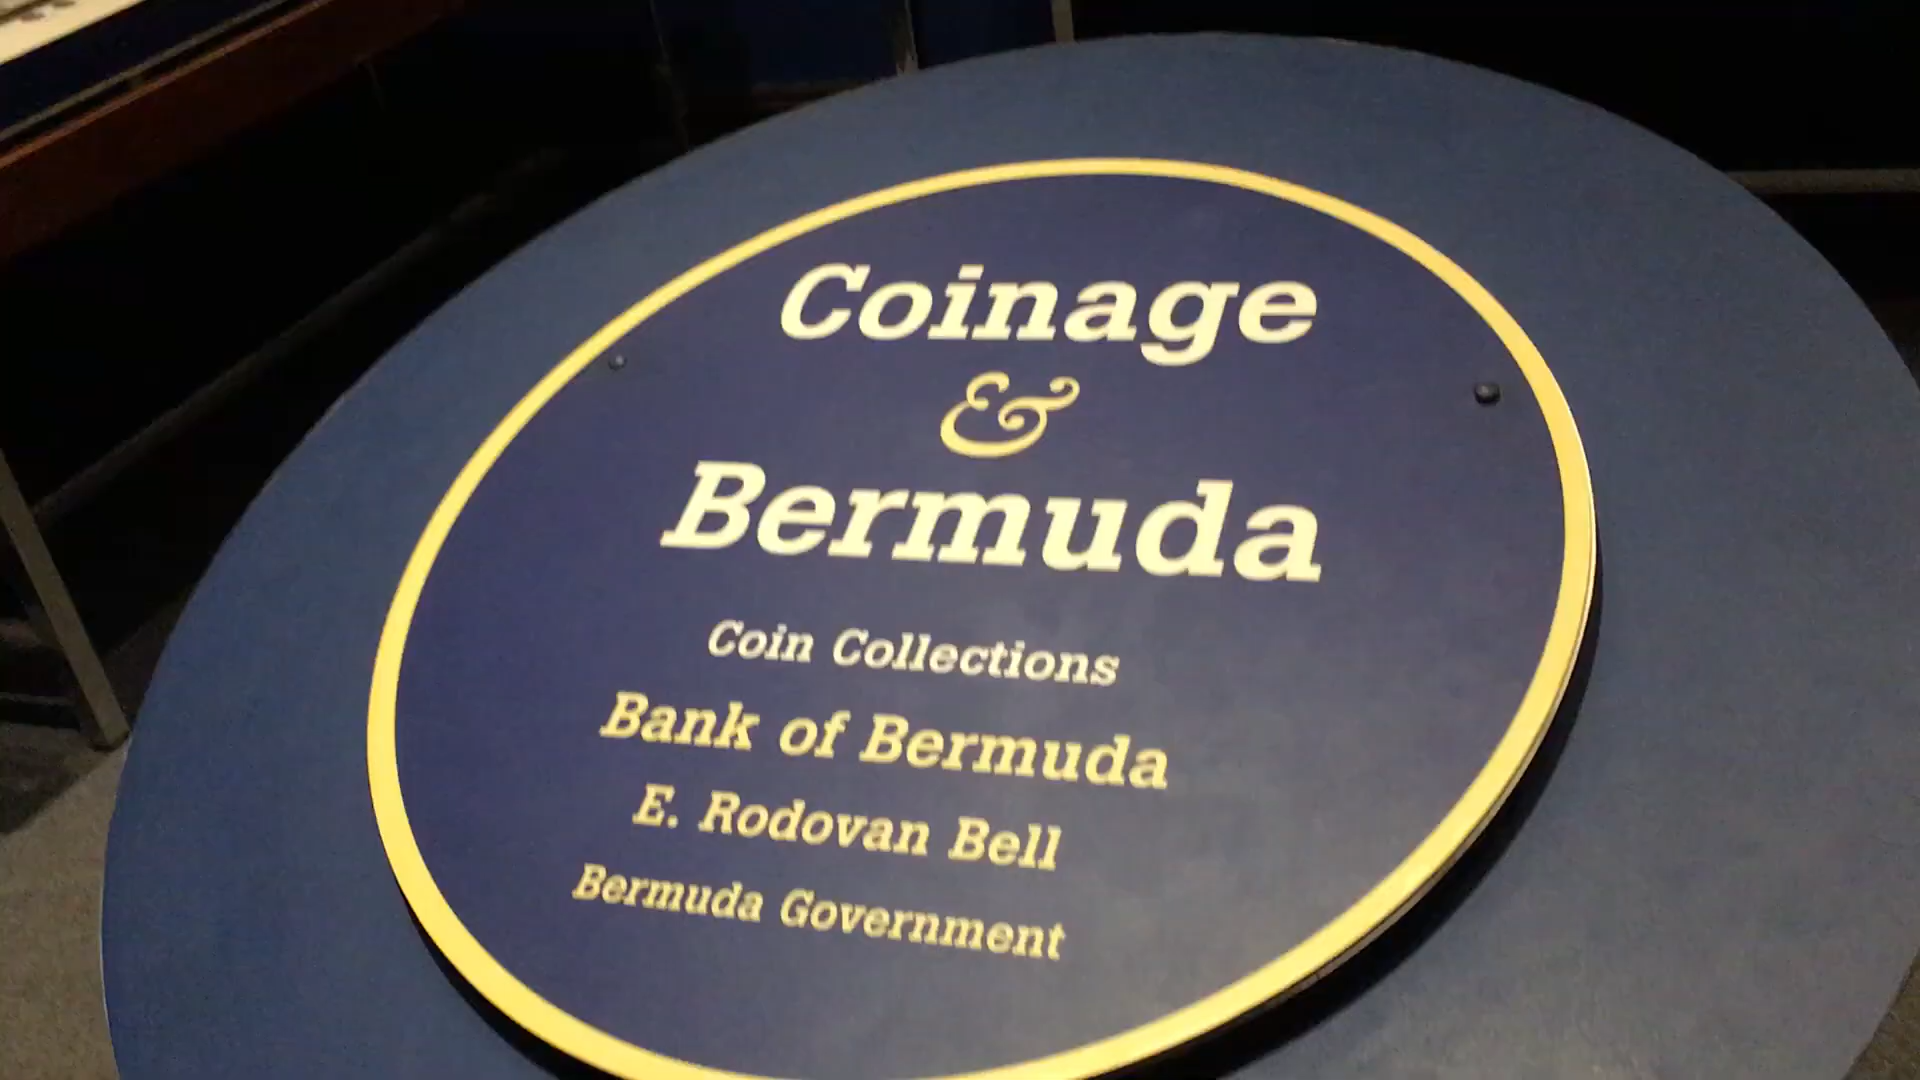 Coinage
&
Bermuda
Coin Collections
Bank of Bermuda
E. Rodovan Bell
Bermuda Government